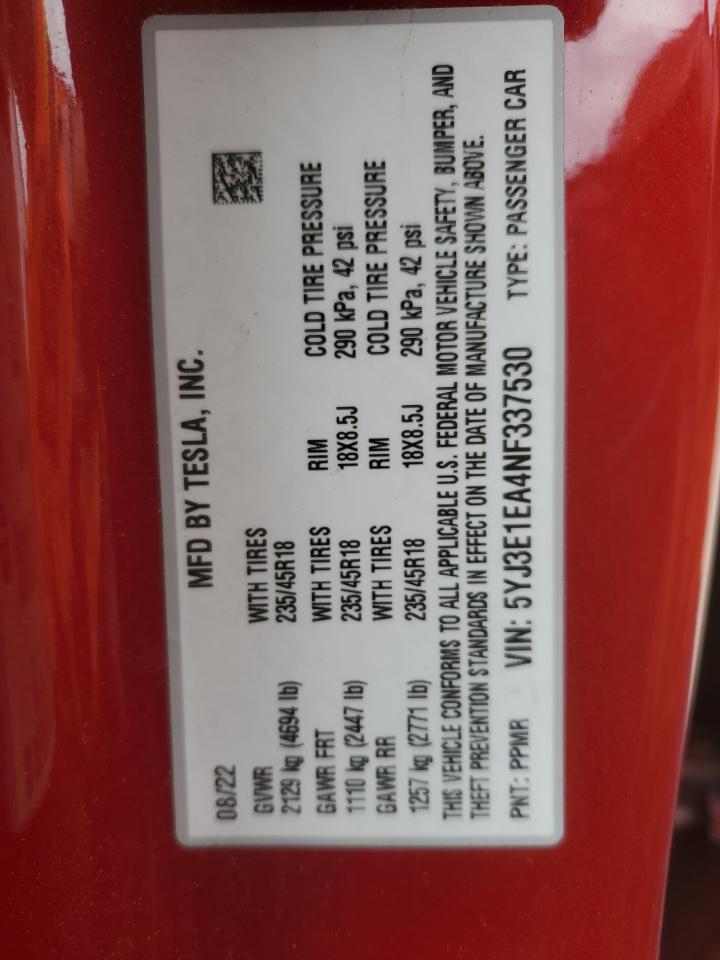 MFD BY TESLA, INC.
08/22
GVWR WITH TIRES
2129 kg (4694 lb) 235/45R18
GAWR FRT WITH TIRES RIM COLD TIRE PRESSURE
1110 kg (2447 lb) 235/45R18 18X8.5J 290 kPa, 42 psi
GAWR RR WITH TIRES RIM COLD TIRE PRESSURE
1257 kg (2771 lb) 235/45R18 18X8.5J 290 kPa, 42 psi
THIS VEHICLE CONFORMS TO ALL APPLICABLE U.S. FEDERAL MOTOR VEHICLE SAFETY, BUMPER, AND
THEFT PREVENTION STANDARDS IN EFFECT ON THE DATE OF MANUFACTURE SHOWN ABOVE.
PNT: PPMR VIN: 5YJ3E1EA4NF337530 TYPE: PASSENGER CAR